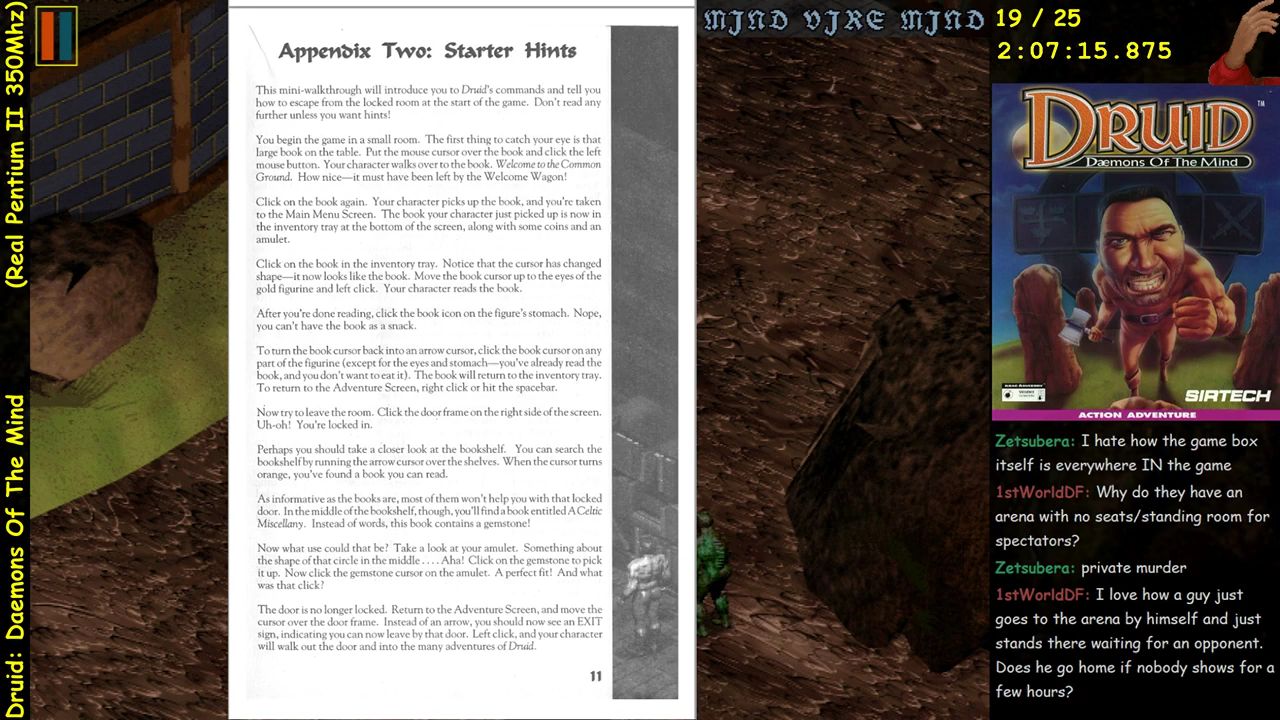 Druid: Daemons Of The Mind (Real Pentium II 350Mhz)
Appendix Two: Starter Hints
This mini-walkthrough will introduce you to Druid's commands and tell you
how to escape from the locked room at the start of the game. Don't read any
further unless you want hints!
You begin the game in a small room. The first thing to catch your eye is that
large book on the table. Put the mouse cursor over the book and click the left
mouse button. Your character walks over to the book. Welcome to the Common
Ground. How nice—it must have been left by the Welcome Wagon!
Click on the book again. Your character picks up the book, and you're taken
to the Main Menu Screen. The book your character just picked up is now in
the inventory tray at the bottom of the screen, along with some coins and an
amulet.
Click on the book in the inventory tray. Notice that the cursor has changed
shape—it now looks like the book. Move the book cursor up to the eyes of the
gold figurine and left click. Your character reads the book.
After you're done reading, click the book icon on the figure's stomach. Nope,
you can't have the book as a snack.
To turn the book cursor back into an arrow cursor, click the book cursor on any
part of the figurine (except for the eyes and stomach—you've already read the
book, and you don't want to eat it). The book will return to the inventory tray.
To return to the Adventure Screen, right click or hit the spacebar.
Now try to leave the room. Click the door frame on the right side of the screen.
Uh-oh! You're locked in.
Perhaps you should take a closer look at the bookshelf. You can search the
bookshelf by running the arrow cursor over the shelves. When the cursor turns
orange, you've found a book you can read.
As informative as the books are, most of them won't help you with that locked
door. In the middle of the bookshelf, though, you'll find a book entitled A Celtic
Miscellany. Instead of words, this book contains a gemstone!
Now what use could that be? Take a look at your amulet. Something about
the shape of that circle in the middle . . . . Aha! Click on the gemstone to pick
it up. Now click the gemstone cursor on the amulet. A perfect fit! And what
was that click?
The door is no longer locked. Return to the Adventure Screen, and move the
cursor over the door frame. Instead of an arrow, you should now see an EXIT
sign, indicating you can now leave by that door. Left click, and your character
will walk out the door and into the many adventures of Druid.
11
MIND VIRE MIND
19 / 25
2:07:15.875
DRUID
TM
Dæmons Of The Mind
SIRTECH
ACTION ADVENTURE
Zetsubera: I hate how the game box
itself is everywhere IN the game
1stWorldDF: Why do they have an
arena with no seats/standing room for
spectators?
Zetsubera: private murder
1stWorldDF: I love how a guy just
goes to the arena by himself and just
stands there waiting for an opponent.
Does he go home if nobody shows for a
few hours?